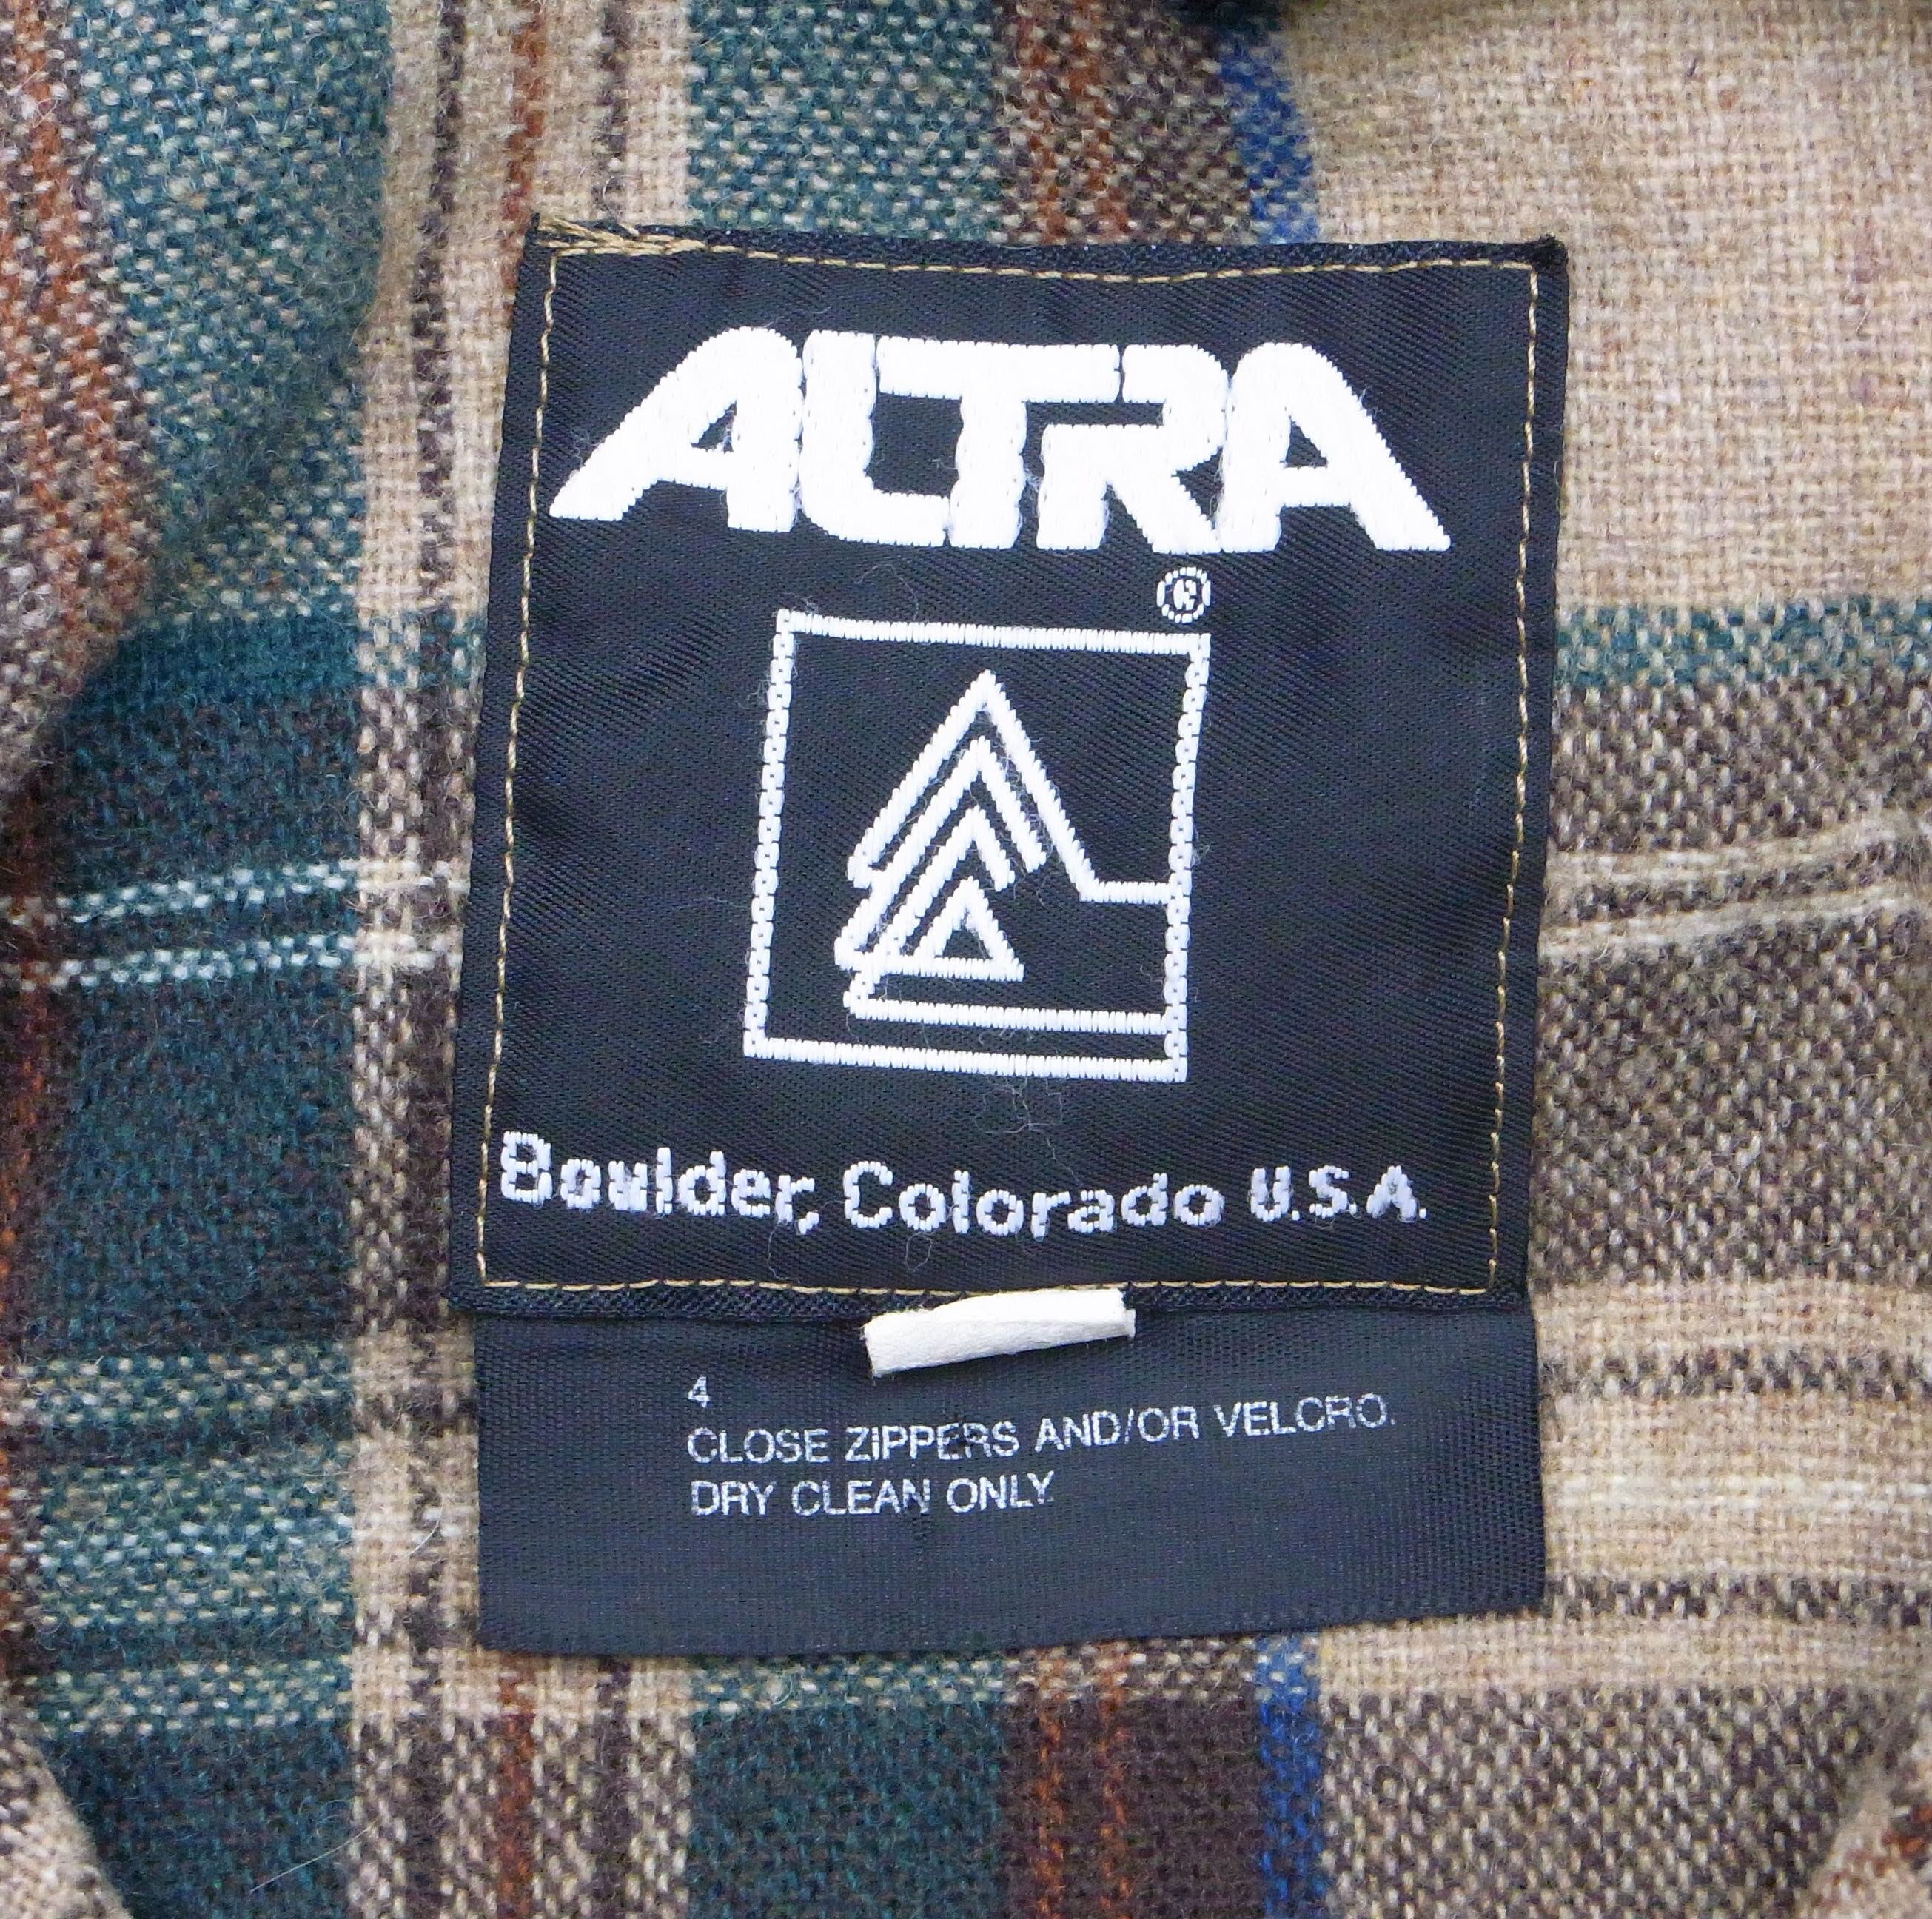 ALTRA
®
Boulder, Colorado U.S.A.
4
CLOSE ZIPPERS AND/OR VELCRO.
DRY CLEAN ONLY.